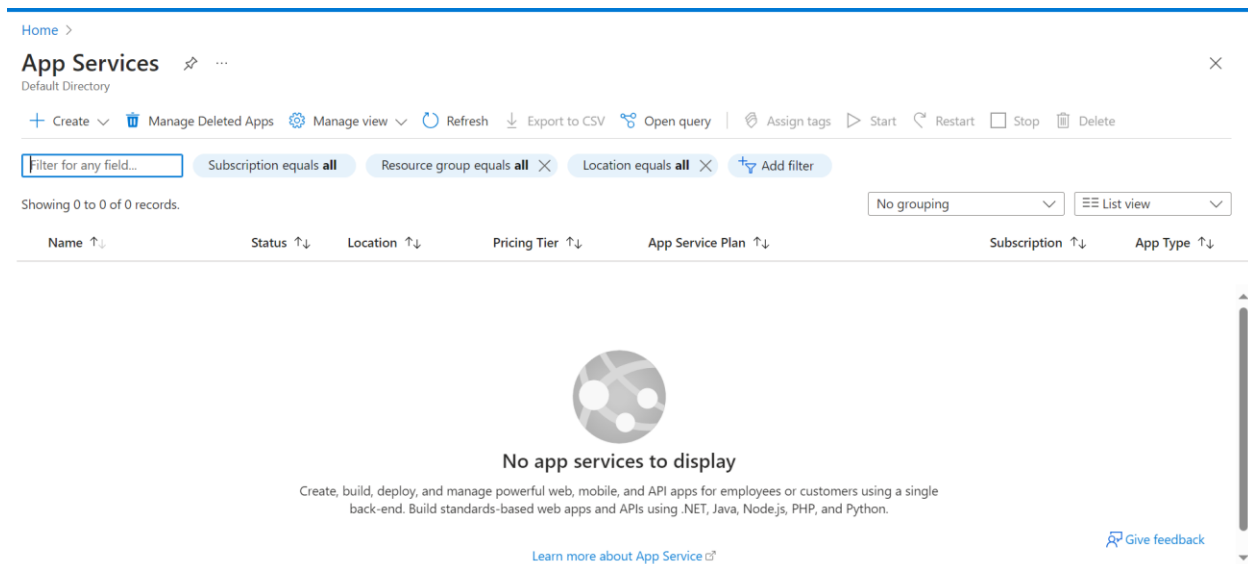 Home >
App Services ...
Default Directory
Create Manage Deleted Apps Manage view Refresh Export to CSV Open query Assign tags Start Restart Stop Delete
Filter for any field... Subscription equals all Resource group equals all Location equals all Add filter
Showing 0 to 0 of 0 records. No grouping List view
Name Status Location Pricing Tier App Service Plan Subscription App Type
No app services to display
Create, build, deploy, and manage powerful web, mobile, and API apps for employees or customers using a single
back-end. Build standards-based web apps and APIs using .NET, Java, Node.js, PHP, and Python.
Give feedback
Learn more about App Service